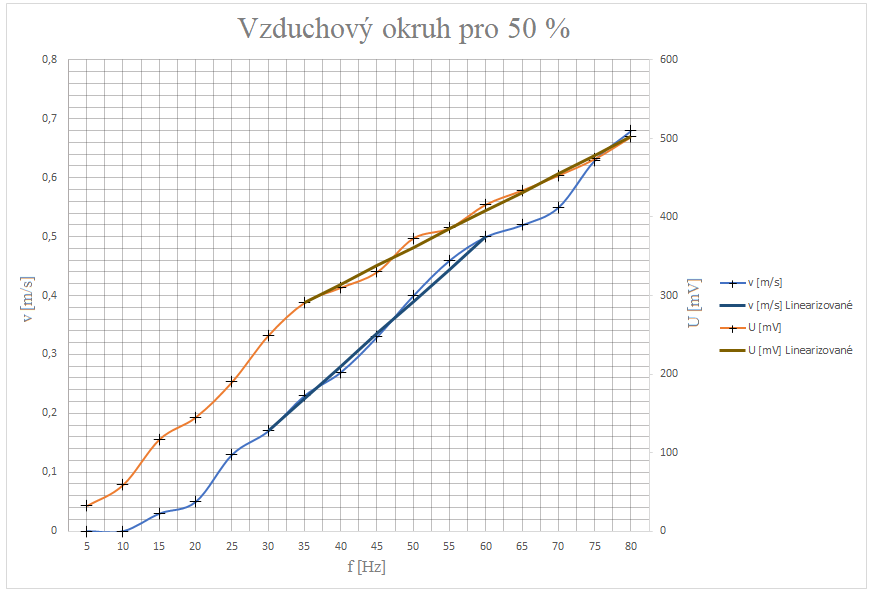 Vzduchový okruh pro 50 %
0,8
0,7
0,6
0,5
0,4
0,3
0,2
0,1
0
v [m/s]
600
500
400
300
200
100
0
U [mV]
5 10 15 20 25 30 35 40 45 50 55 60 65 70 75 80
f [Hz]
v [m/s]
v [m/s] Linearizované
U [mV]
U [mV] Linearizované